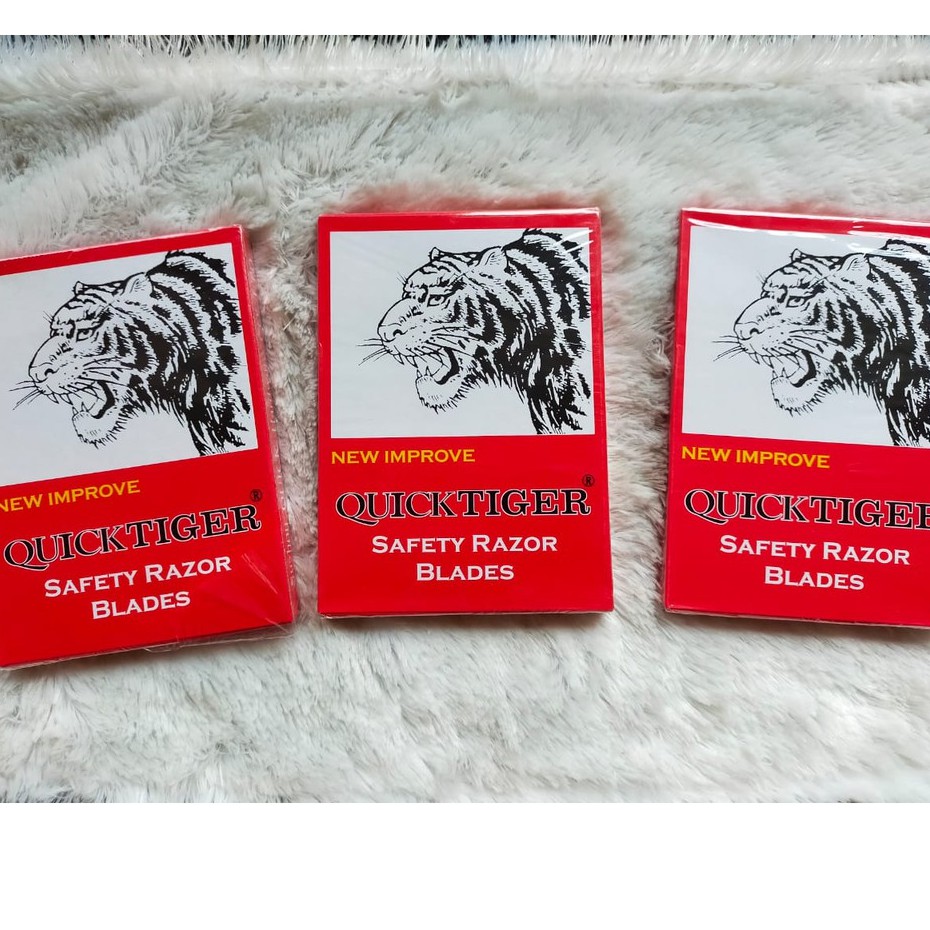 NEW IMPROVE
QUICKTIGER®
SAFETY RAZOR
BLADES
NEW IMPROVE
QUICKTIGER®
SAFETY RAZOR
BLADES
NEW IMPROVE
QUICKTIGER
SAFETY RAZOR
BLADES